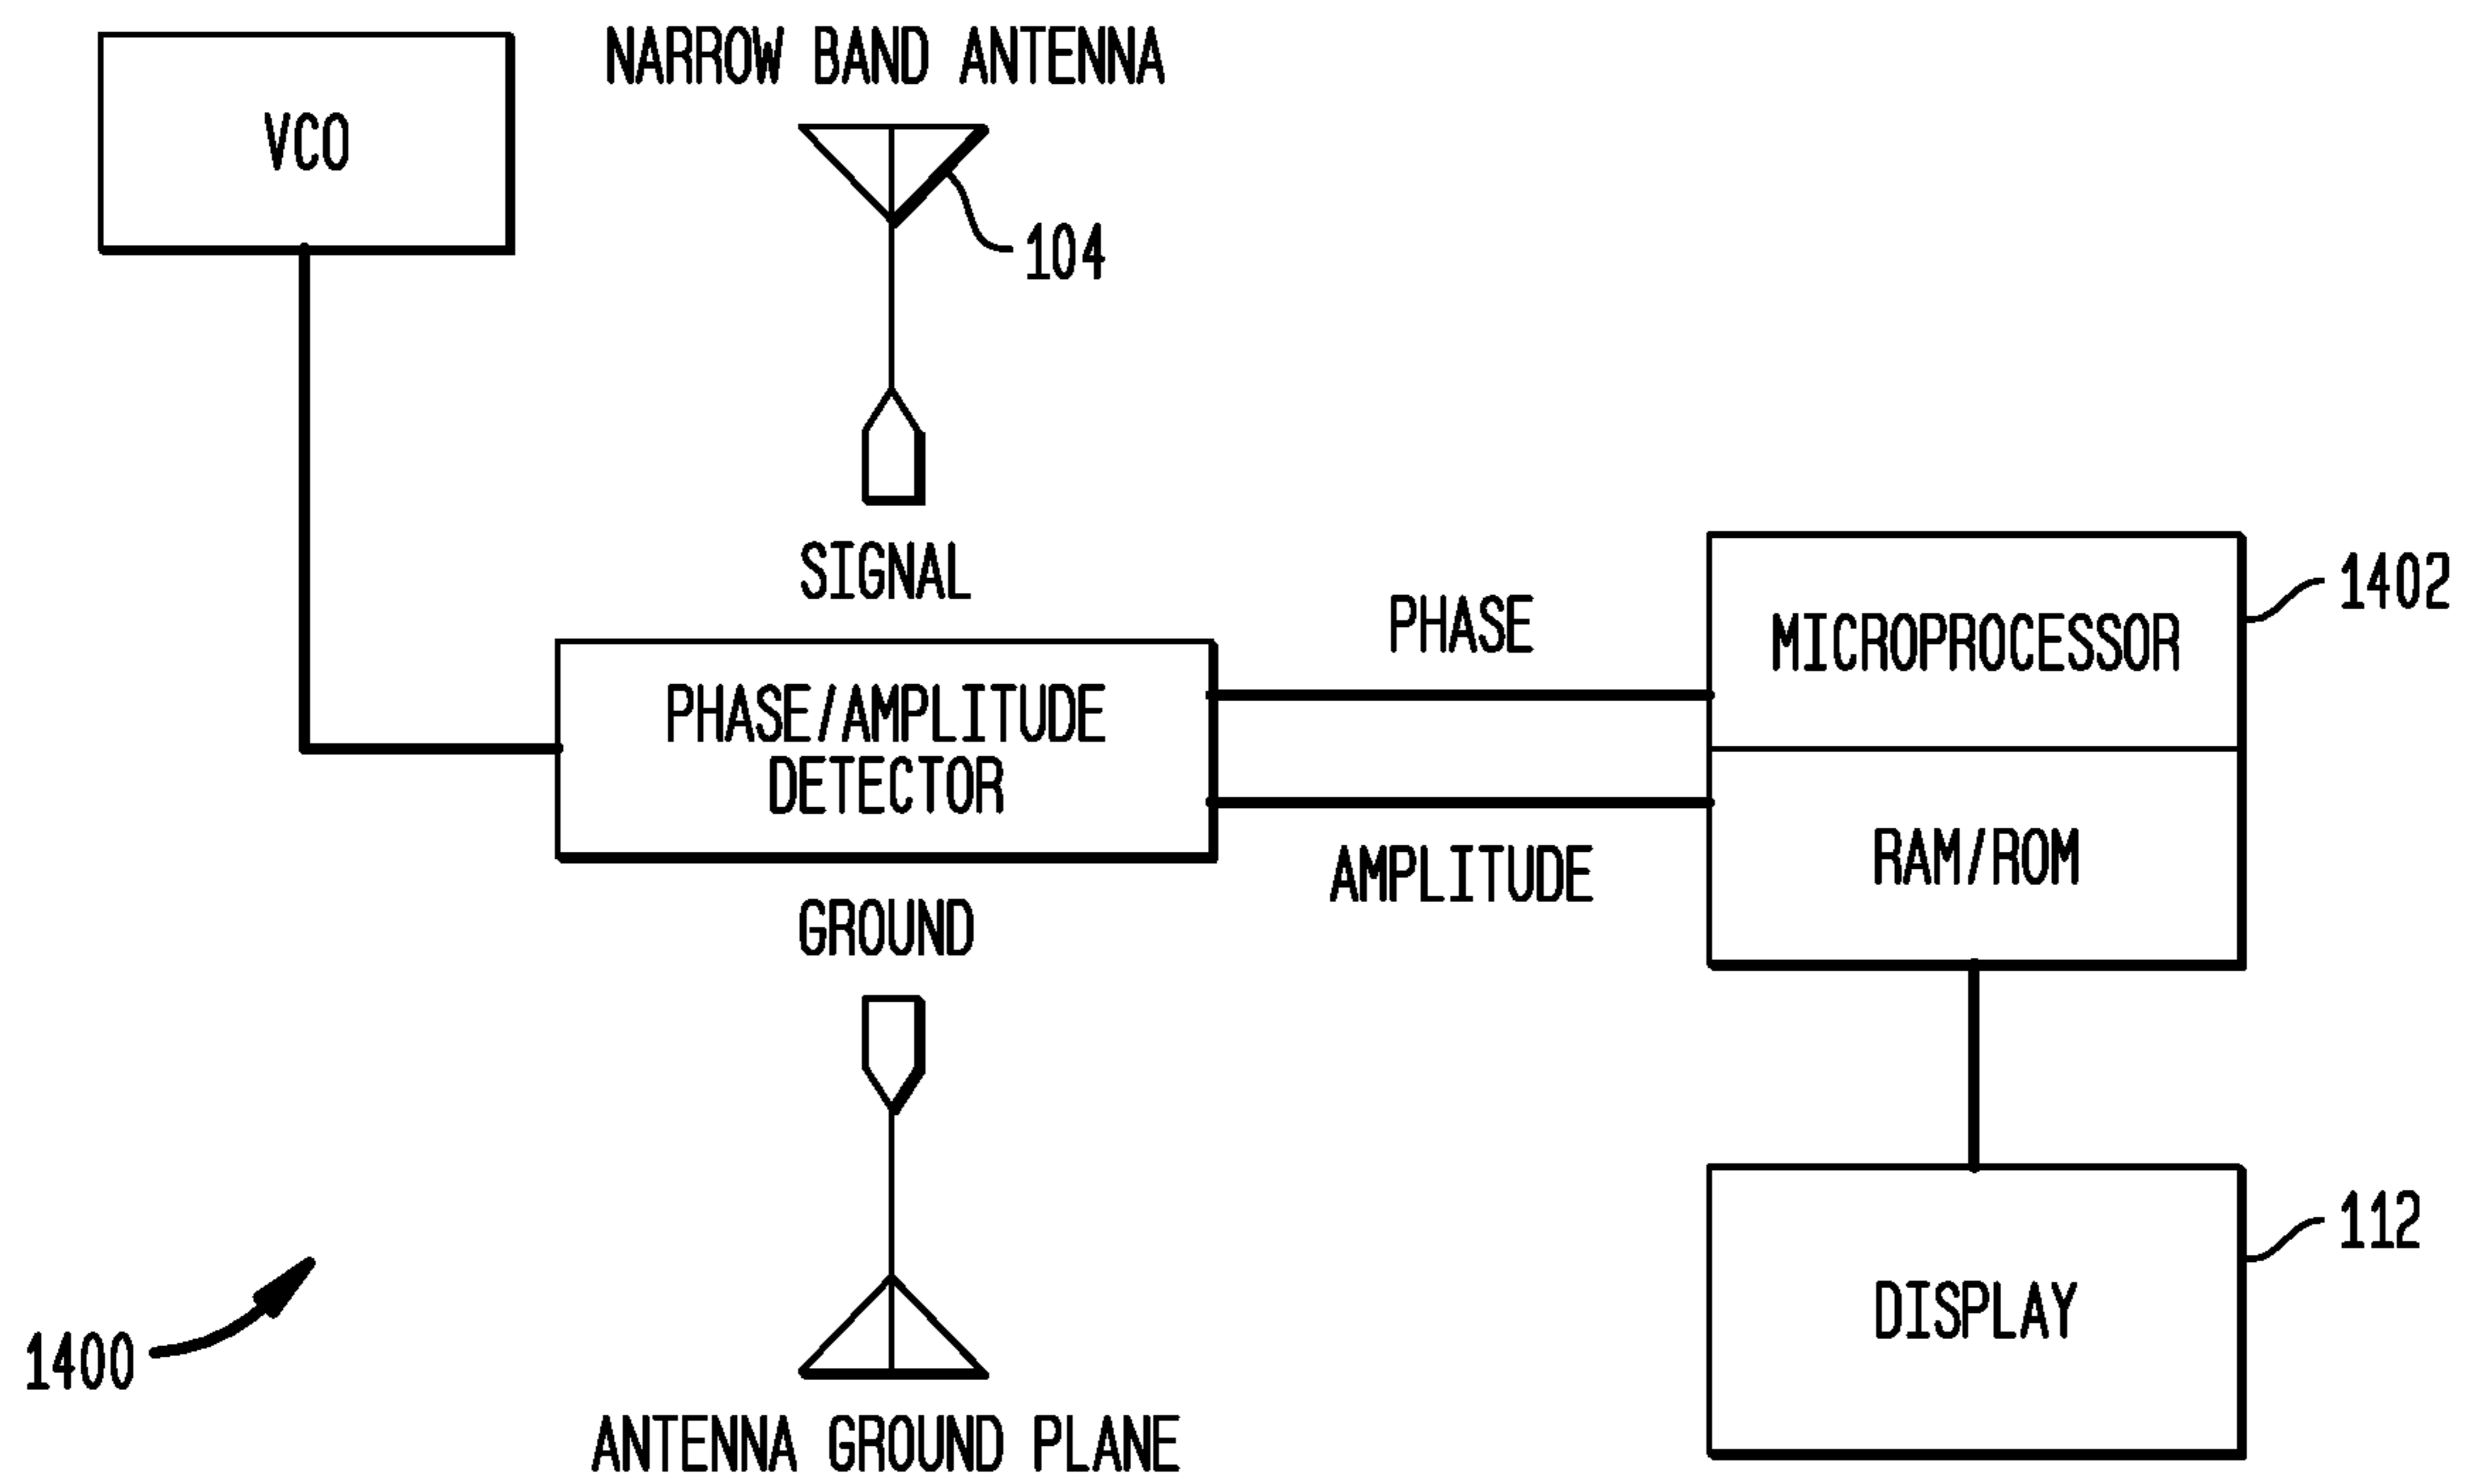 NARROW BAND ANTENNA
VCO
104
SIGNAL
PHASE
1402
MICROPROCESSOR
PHASE/AMPLITUDE
DETECTOR
AMPLITUDE
RAM/ROM
GROUND
112
DISPLAY
1400
ANTENNA GROUND PLANE